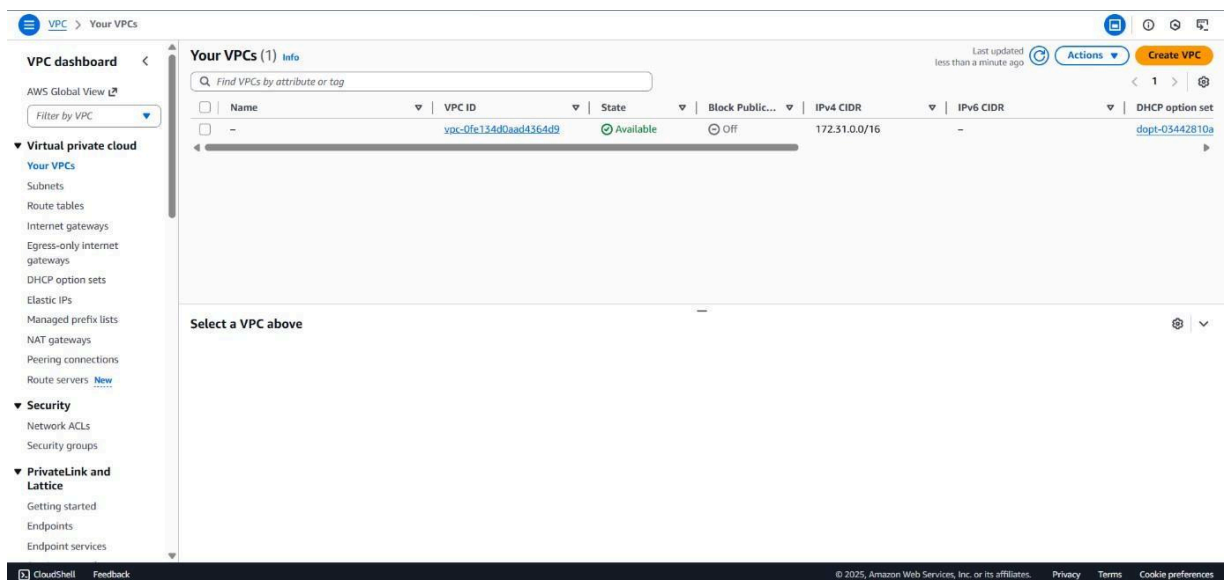 VPC > Your VPCs
VPC dashboard
AWS Global View
Filter by VPC
Virtual private cloud
Your VPCs
Subnets
Route tables
Internet gateways
Egress-only internet
gateways
DHCP option sets
Elastic IPs
Managed prefix lists
NAT gateways
Peering connections
Route servers New
Security
Network ACLs
Security groups
PrivateLink and
Lattice
Getting started
Endpoints
Endpoint services
Your VPCs (1) Info
Last updated
less than a minute ago
Actions
Create VPC
Find VPCs by attribute or tag
< 1 >
Name | VPC ID | State | Block Public... | IPv4 CIDR | IPv6 CIDR | DHCP option set
– vpc-0fe134d0aad4364d9 Available Off 172.31.0.0/16 – dopt-03442810a
Select a VPC above
CloudShell Feedback © 2025, Amazon Web Services, Inc. or its affiliates. Privacy Terms Cookie preferences